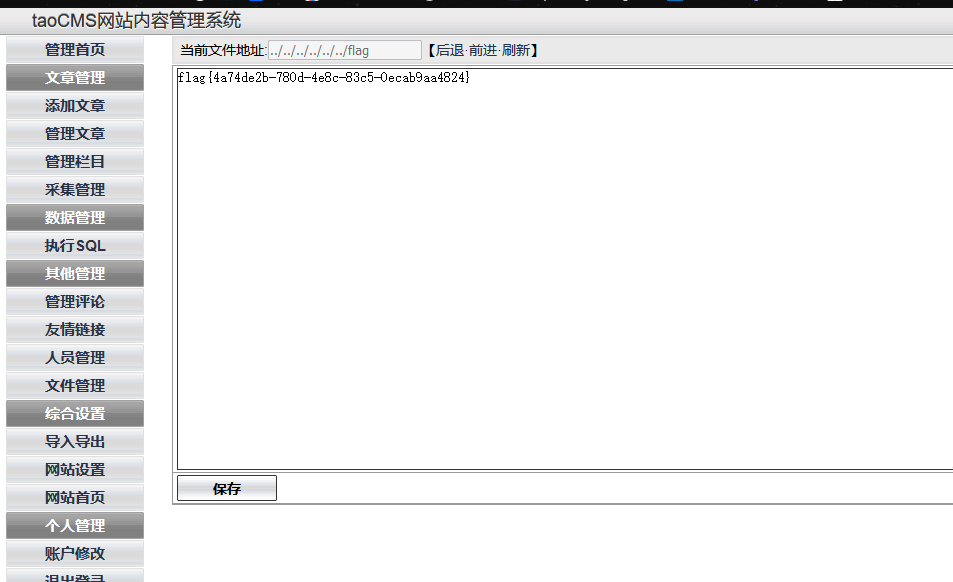 taoCMS网站内容管理系统
管理首页
文章管理
添加文章
管理文章
管理栏目
采集管理
数据管理
执行SQL
其他管理
管理评论
友情链接
人员管理
文件管理
综合设置
导入导出
网站设置
网站首页
个人管理
账户修改
退出登录
当前文件地址:../../../../../../flag 【后退·前进·刷新】
flag{4a74de2b-780d-4e8c-83c5-0ecab9aa4824}
保存